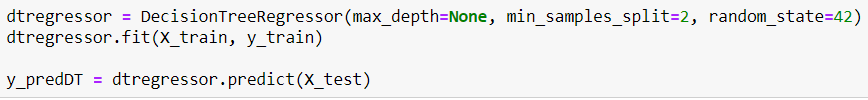 dtregressor = DecisionTreeRegressor(max_depth=None, min_samples_split=2, random_state=42)
dtregressor.fit(X_train, y_train)
y_predDT = dtregressor.predict(X_test)